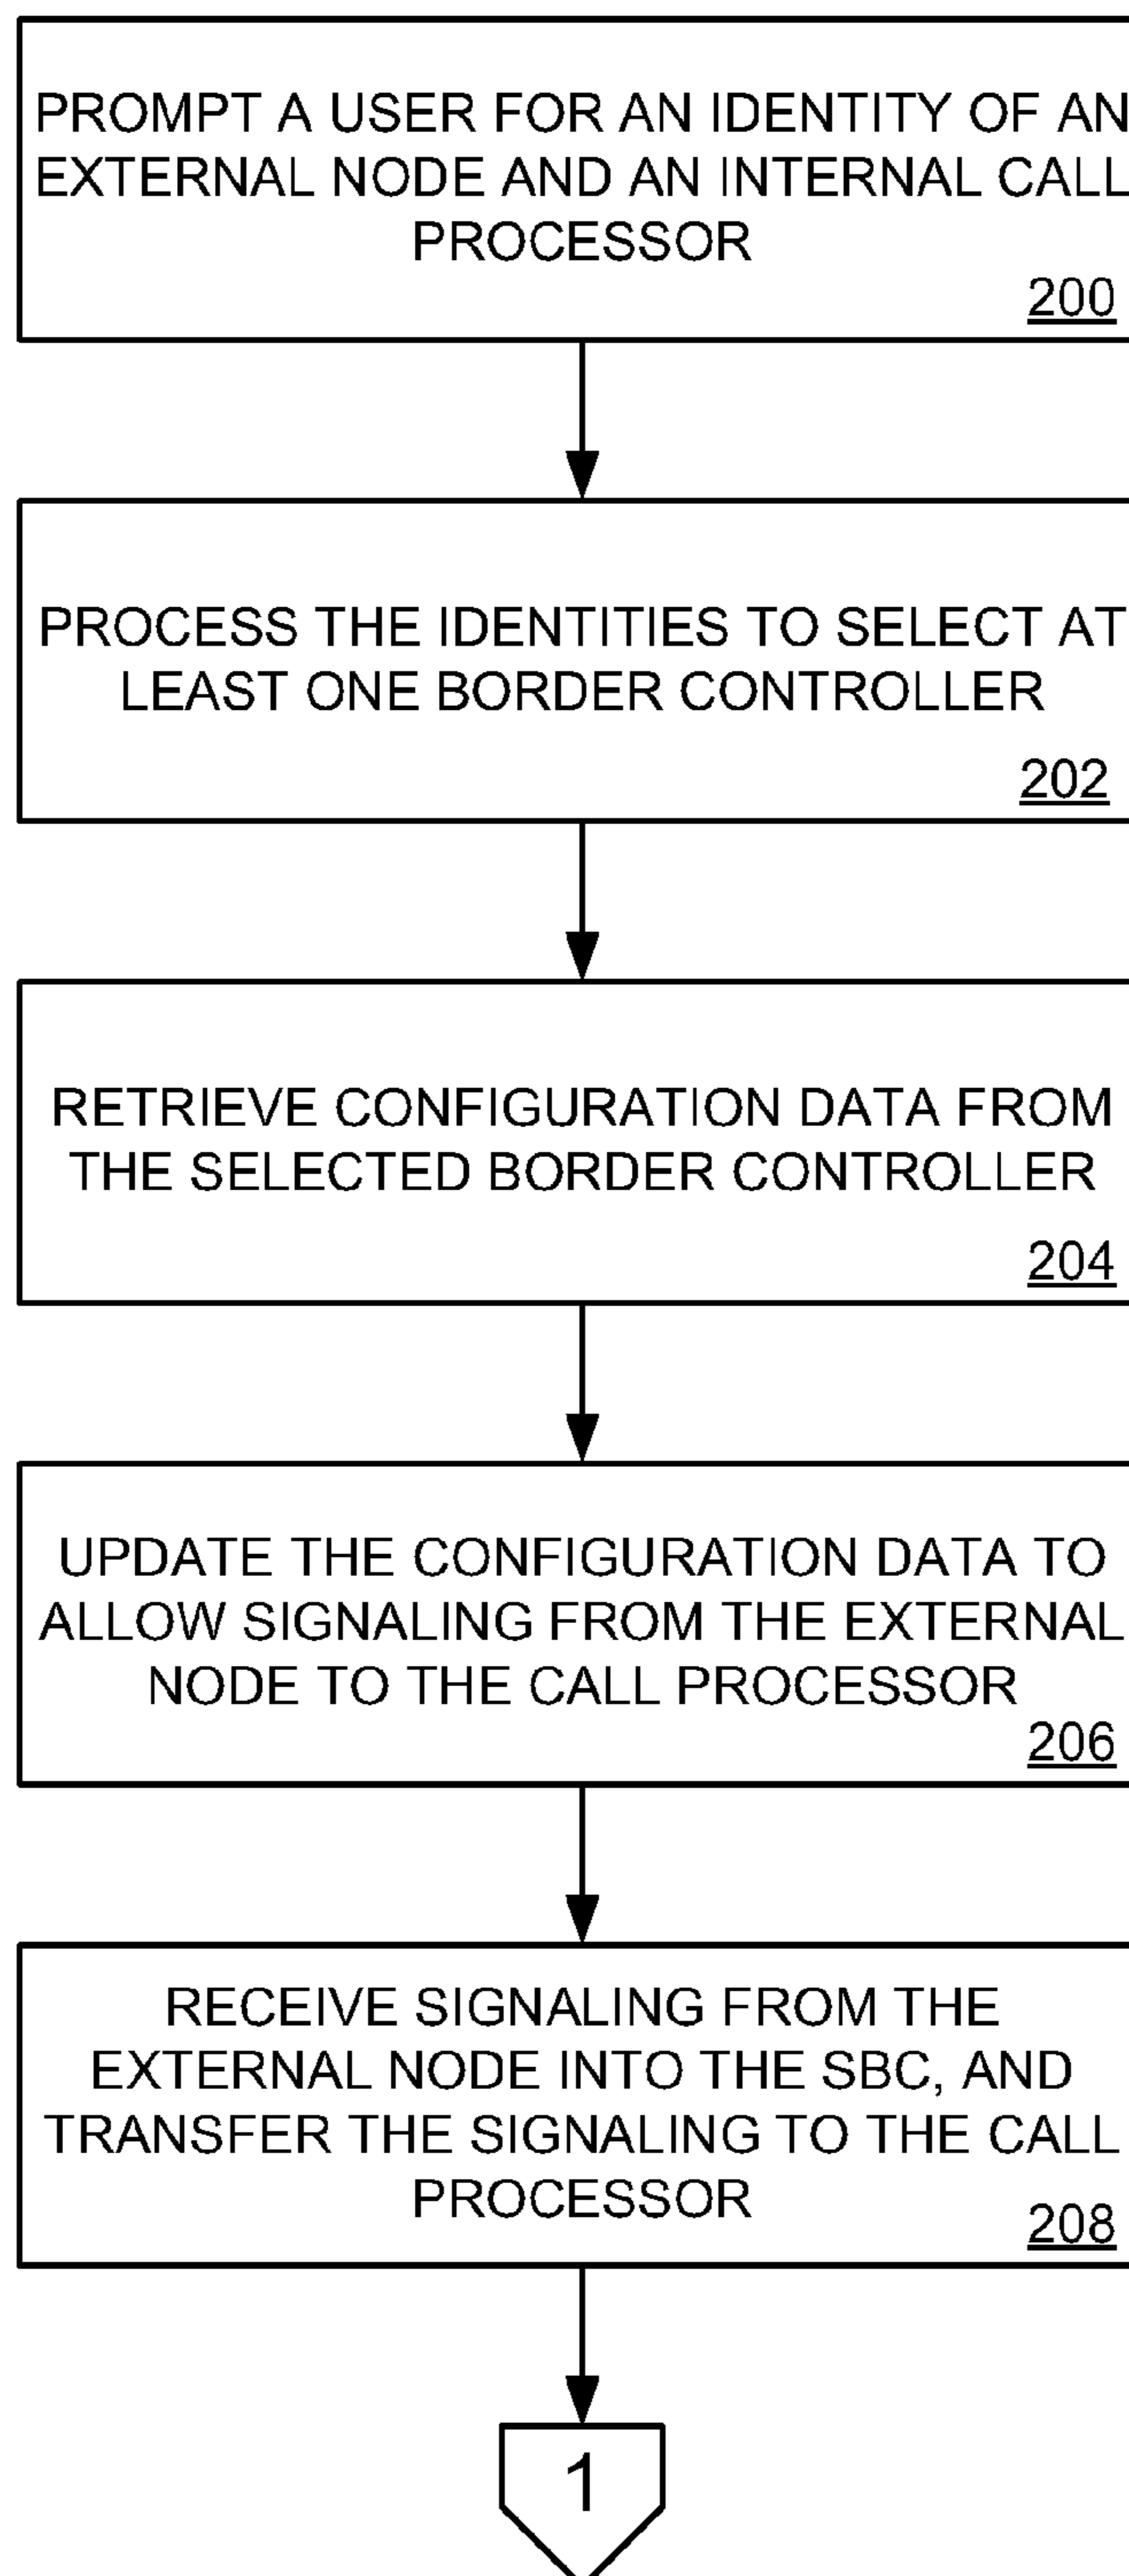 PROMPT A USER FOR AN IDENTITY OF AN
EXTERNAL NODE AND AN INTERNAL CALL
PROCESSOR
200
PROCESS THE IDENTITIES TO SELECT AT
LEAST ONE BORDER CONTROLLER
202
RETRIEVE CONFIGURATION DATA FROM
THE SELECTED BORDER CONTROLLER
204
UPDATE THE CONFIGURATION DATA TO
ALLOW SIGNALING FROM THE EXTERNAL
NODE TO THE CALL PROCESSOR
206
RECEIVE SIGNALING FROM THE
EXTERNAL NODE INTO THE SBC, AND
TRANSFER THE SIGNALING TO THE CALL
PROCESSOR
208
1